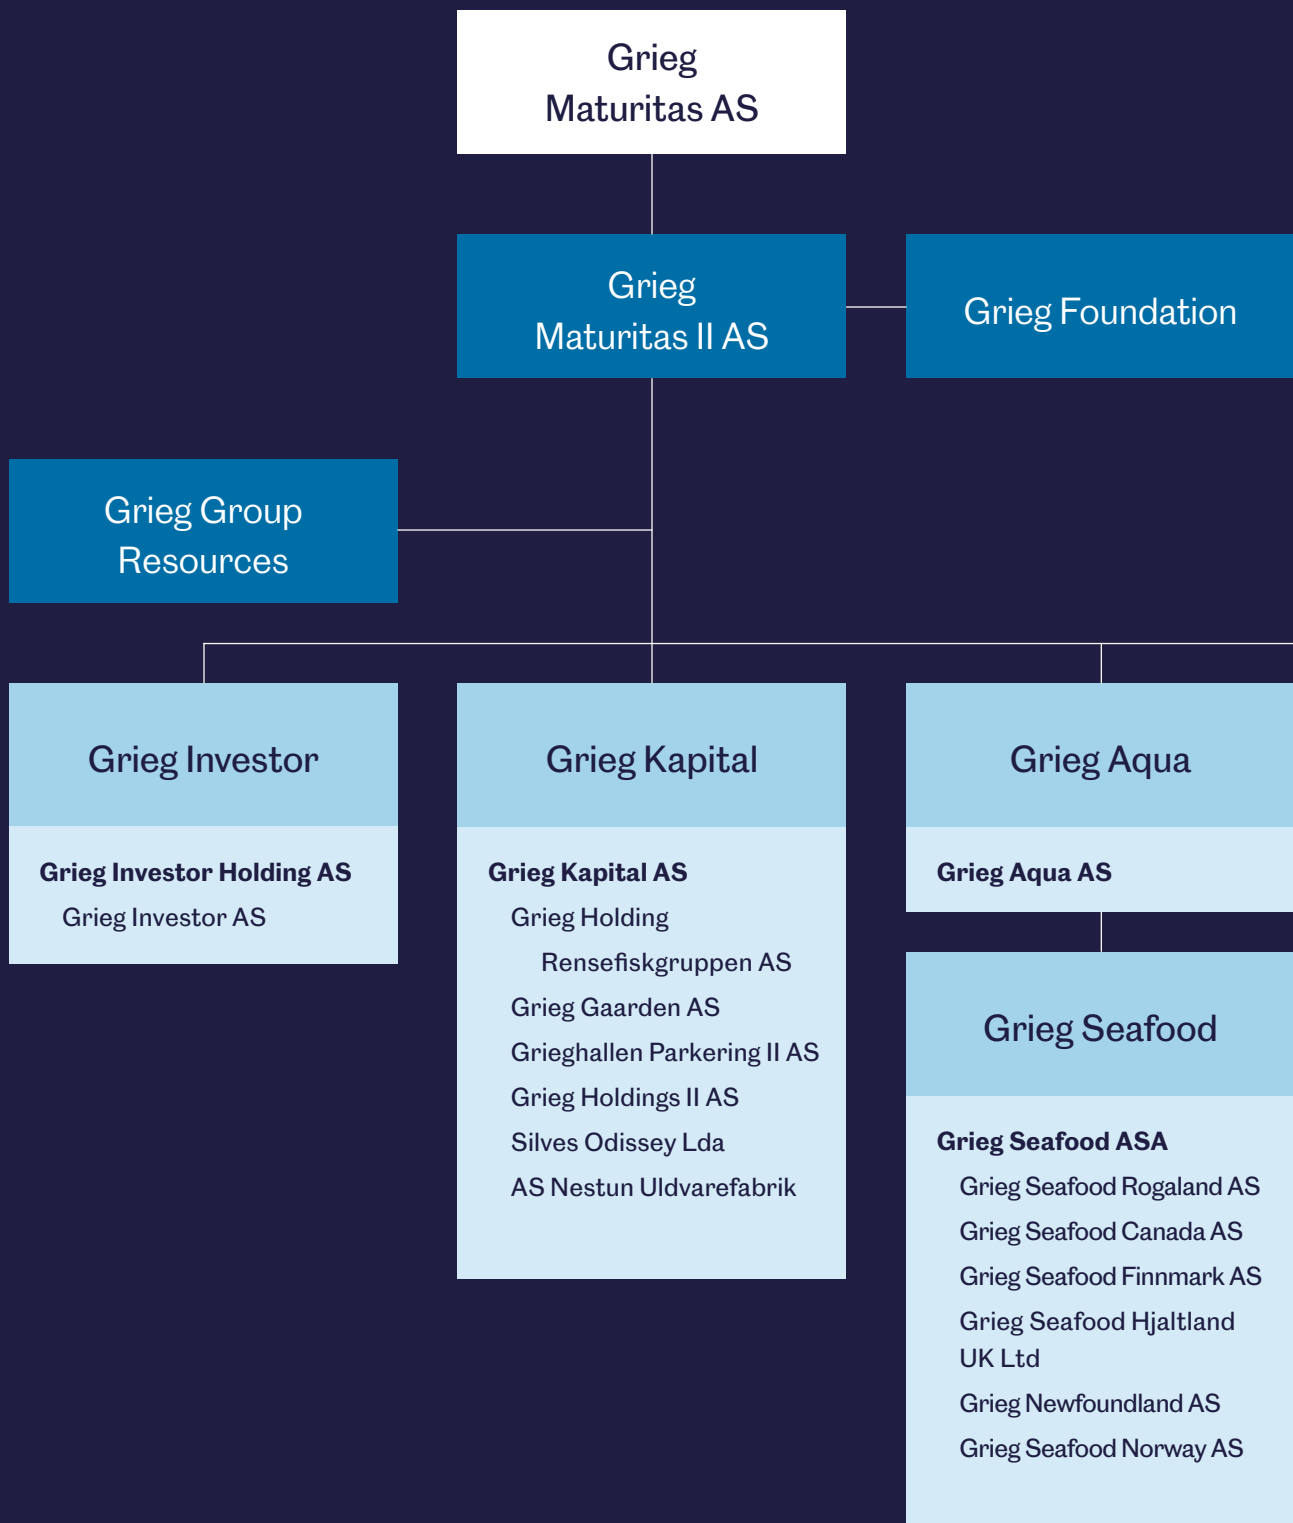 Grieg
Maturitas AS
Grieg
Maturitas II AS
Grieg Foundation
Grieg Group
Resources
Grieg Investor
Grieg Investor Holding AS
Grieg Investor AS
Grieg Kapital
Grieg Kapital AS
Grieg Holding
Rensefiskgruppen AS
Grieg Gaarden AS
Grieghallen Parkering II AS
Grieg Holdings II AS
Silves Odissey Lda
AS Nestun Uldvarefabrik
Grieg Aqua
Grieg Aqua AS
Grieg Seafood
Grieg Seafood ASA
Grieg Seafood Rogaland AS
Grieg Seafood Canada AS
Grieg Seafood Finnmark AS
Grieg Seafood Hjaltland
UK Ltd
Grieg Newfoundland AS
Grieg Seafood Norway AS